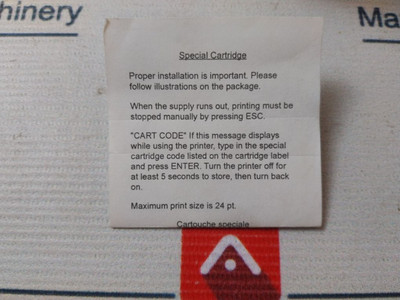 hinery
Ma
Special Cartridge
Proper installation is important. Please
follow illustrations on the package.
When the supply runs out, printing must be
stopped manually by pressing ESC.
"CART CODE" If this message displays
while using the printer, type in the special
cartridge code listed on the cartridge label
and press ENTER. Turn the printer off for
at least 5 seconds to store, then turn back
on.
Maximum print size is 24 pt.
Cartouche speciale